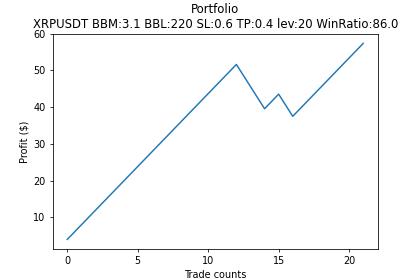 Portfolio
XRPUSDT BBM:3.1 BBL:220 SL:0.6 TP:0.4 lev:20 WinRatio:86.0
60
50
40
30
20
10
Profit ($)
0 5 10 15 20
Trade counts